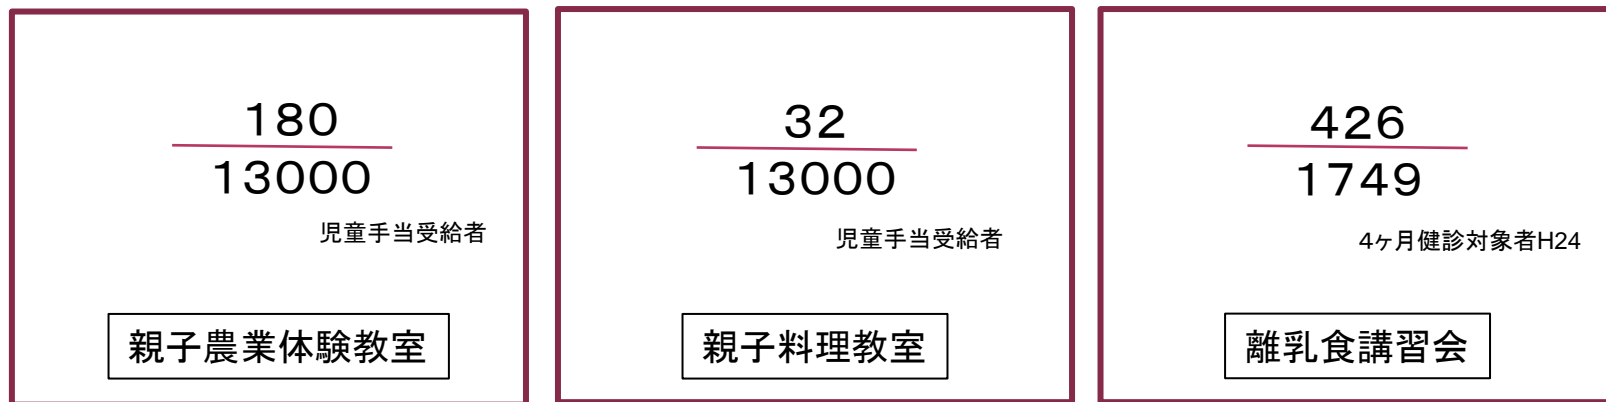 180
13000
児童手当受給者
親子農業体験教室
32
13000
児童手当受給者
親子料理教室
426
1749
4ヶ月健診対象者H24
離乳食講習会